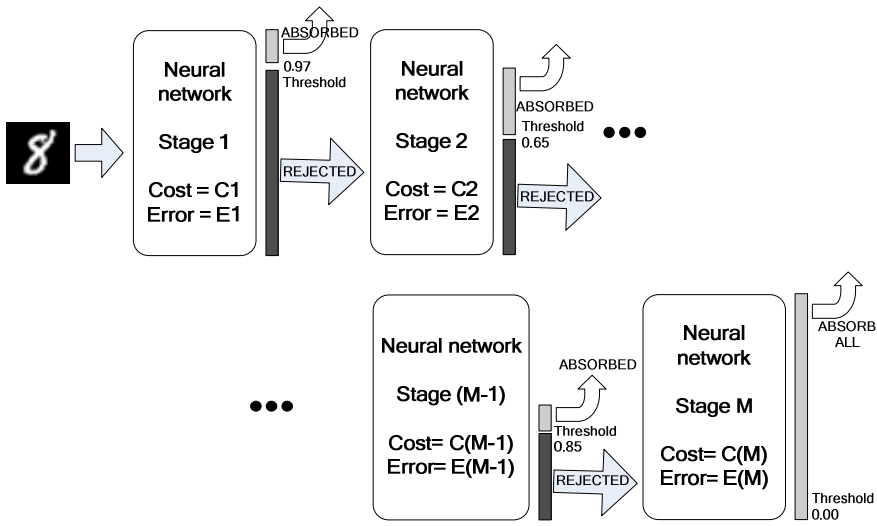 8
Neural
network
Stage 1
Cost = C1
Error = E1
ABSORBED
0.97
Threshold
REJECTED
Neural
network
Stage 2
Cost = C2
Error = E2
ABSORBED
Threshold
0.65
REJECTED
Neural network
Stage (M-1)
Cost= C(M-1)
Error= E(M-1)
ABSORBED
Threshold
0.85
REJECTED
Neural
network
Stage M
Cost= C(M)
Error= E(M)
ABSORB
ALL
Threshold
0.00